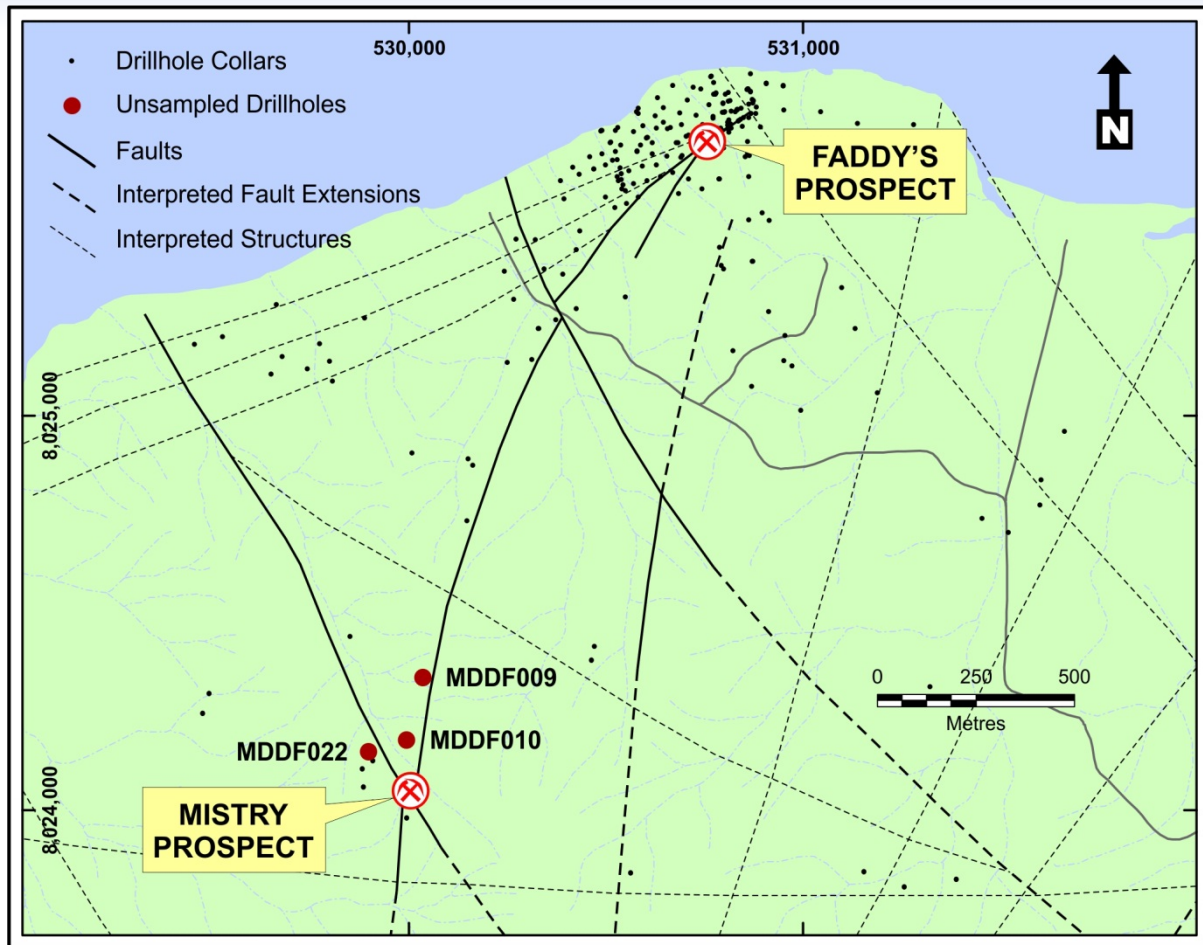 530,000
531,000
Drillhole Collars
Unsampled Drillholes
Faults
Interpreted Fault Extensions
Interpreted Structures
N
FADDY'S
PROSPECT
8,025,000
0 250 500
Metres
MDDF009
MDDF010
MDDF022
8,024,000
MISTRY
PROSPECT